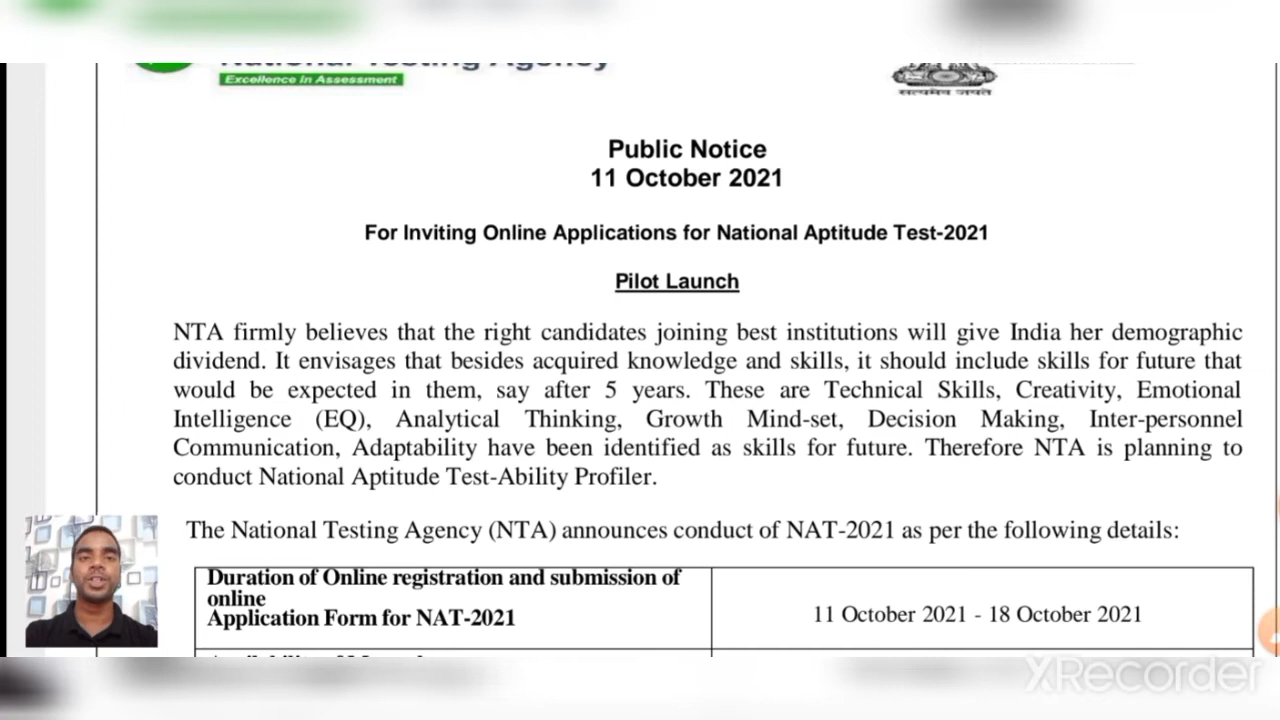 National Testing Agency
Excellence in Assessment
सत्यमेव जयते
Public Notice
11 October 2021
For Inviting Online Applications for National Aptitude Test-2021
Pilot Launch
NTA firmly believes that the right candidates joining best institutions will give India her demographic
dividend. It envisages that besides acquired knowledge and skills, it should include skills for future that
would be expected in them, say after 5 years. These are Technical Skills, Creativity, Emotional
Intelligence (EQ), Analytical Thinking, Growth Mind-set, Decision Making, Inter-personnel
Communication, Adaptability have been identified as skills for future. Therefore NTA is planning to
conduct National Aptitude Test-Ability Profiler.
The National Testing Agency (NTA) announces conduct of NAT-2021 as per the following details:
Duration of Online registration and submission of
online
Application Form for NAT-2021
11 October 2021 - 18 October 2021
XRecorder